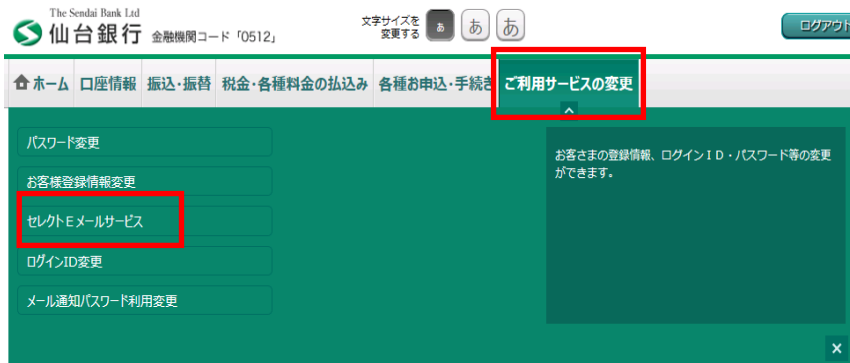 The Sendai Bank Ltd
仙台銀行 金融機関コード「0512」
文字サイズを
変更する
あ あ あ
ログアウト
ホーム 口座情報 振込・振替 税金・各種料金の払込み 各種お申込・手続き ご利用サービスの変更
パスワード変更
お客様登録情報変更
セレクトEメールサービス
ログインID変更
メール通知パスワード利用変更
お客さまの登録情報、ログインID・パスワード等の変更
ができます。
×